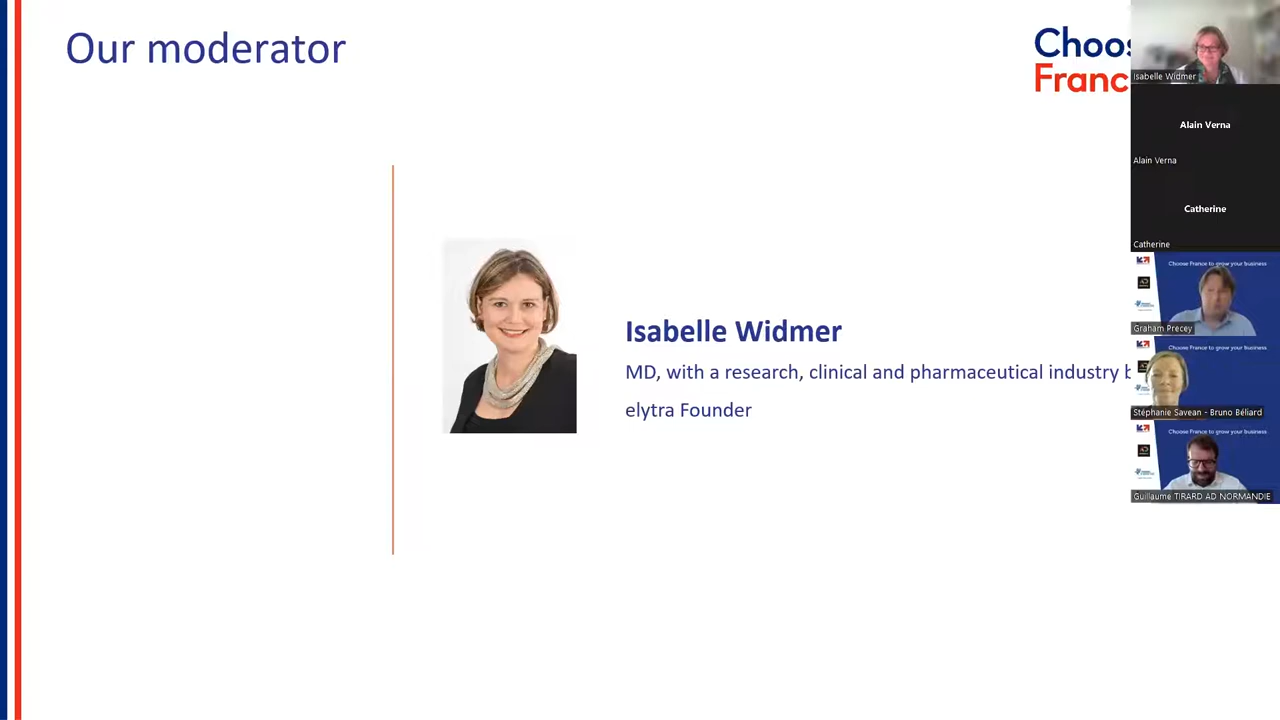 Our moderator
Choos
Franc
Isabelle Widmer
MD, with a research, clinical and pharmaceutical industry
elytra Founder
Isabelle Widmer
Alain Verna
Alain Verna
Catherine
Catherine
Choose France to grow your business
Graham Precey
Choose France to grow your business
Stéphanie Savean - Bruno Béliard
Choose France to grow your business
Guillaume TIRARD AD NORMANDIE